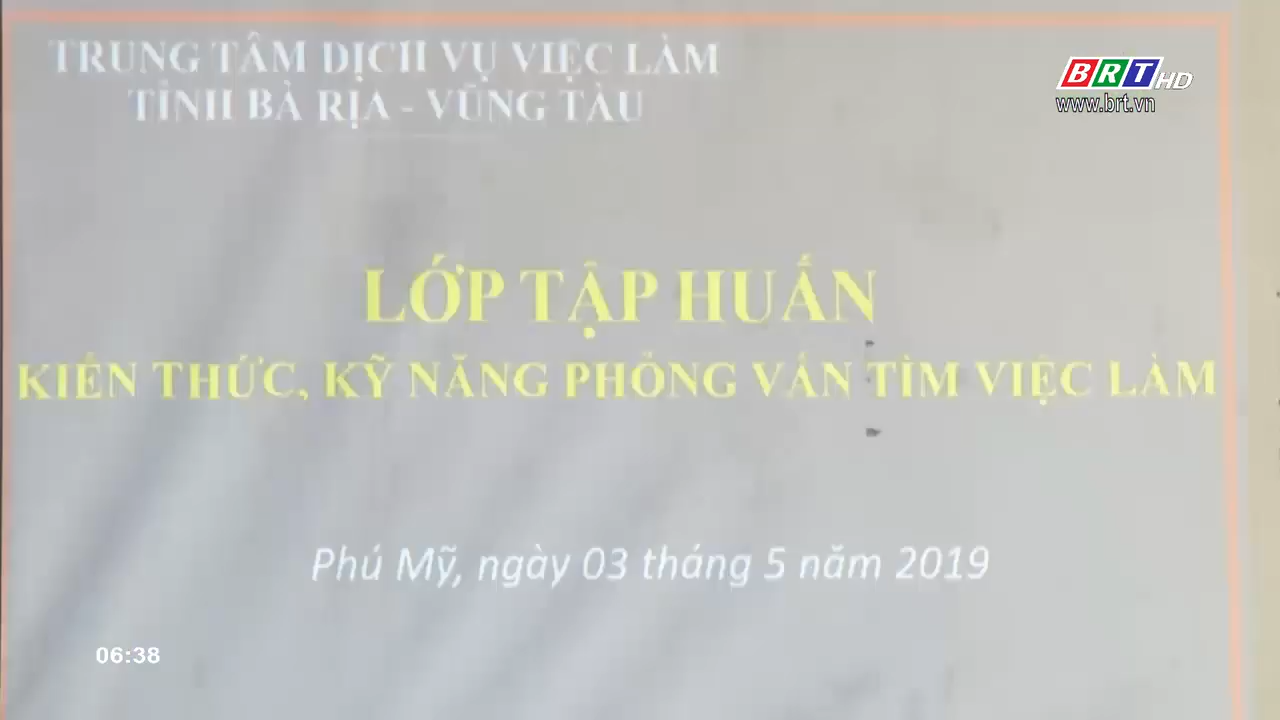 TRUNG TÂM DỊCH VỤ VIỆC LÀM
TỈNH BÀ RỊA - VŨNG TÀU
BRT HD
www.brt.vn
LỚP TẬP HUẤN
KIẾN THỨC, KỸ NĂNG PHỎNG VẤN TÌM VIỆC LÀM
Phú Mỹ, ngày 03 tháng 5 năm 2019
06:38